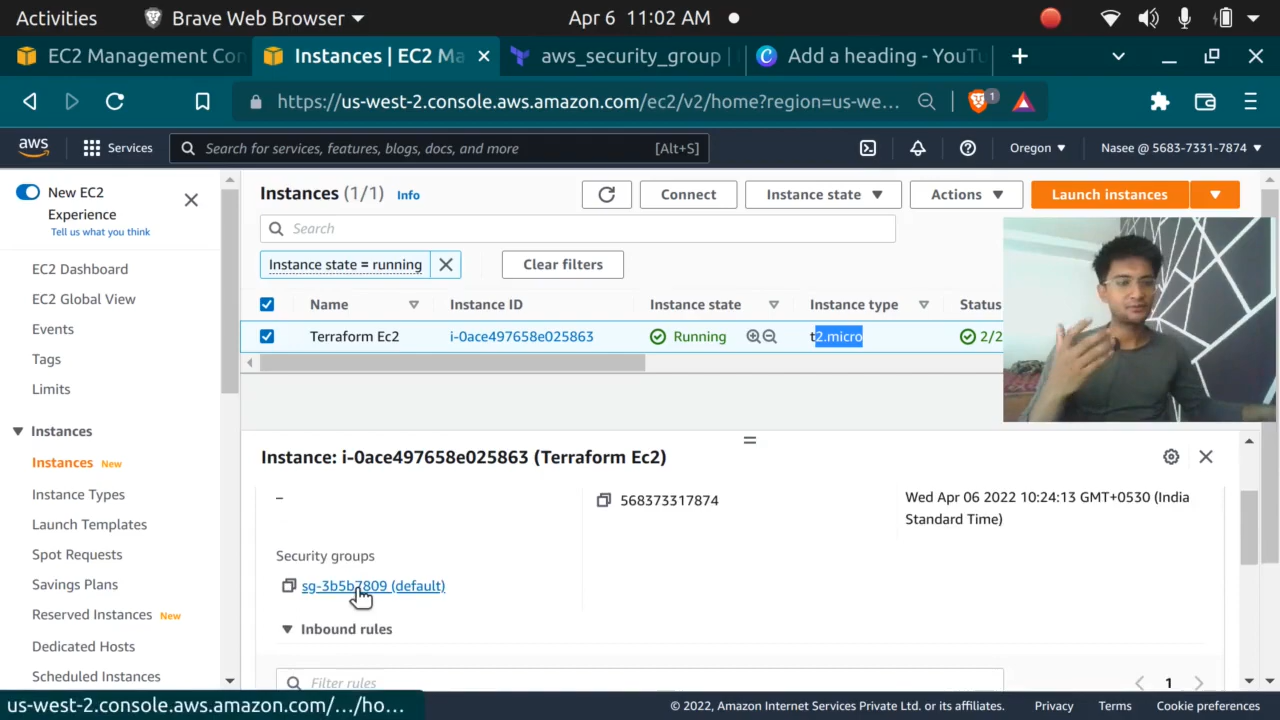 Activities
Brave Web Browser
Apr 6 11:02 AM
EC2 Management Con
Instances | EC2 Ma
aws_security_group |
Add a heading - YouTu
https://us-west-2.console.aws.amazon.com/ec2/v2/home?region=us-we...
1
aws
Services
Search for services, features, blogs, docs, and more
[Alt+S]
Oregon
Nasee @ 5683-7331-7874
New EC2
Experience
Tell us what you think
EC2 Dashboard
EC2 Global View
Events
Tags
Limits
Instances
Instances New
Instance Types
Launch Templates
Spot Requests
Savings Plans
Reserved Instances New
Dedicated Hosts
Scheduled Instances
Instances (1/1) Info
Connect
Instance state
Actions
Launch instances
Search
Instance state = running
Clear filters
Name
Instance ID
Instance state
Instance type
Status
Terraform Ec2
i-0ace497658e025863
Running
t2.micro
2/2
Instance: i-0ace497658e025863 (Terraform Ec2)
–
568373317874
Wed Apr 06 2022 10:24:13 GMT+0530 (India
Standard Time)
Security groups
sg-3b5b7809 (default)
Inbound rules
Filter rules
1
us-west-2.console.aws.amazon.com/.../ho...
© 2022, Amazon Internet Services Private Ltd. or its affiliates.
Privacy
Terms
Cookie preferences